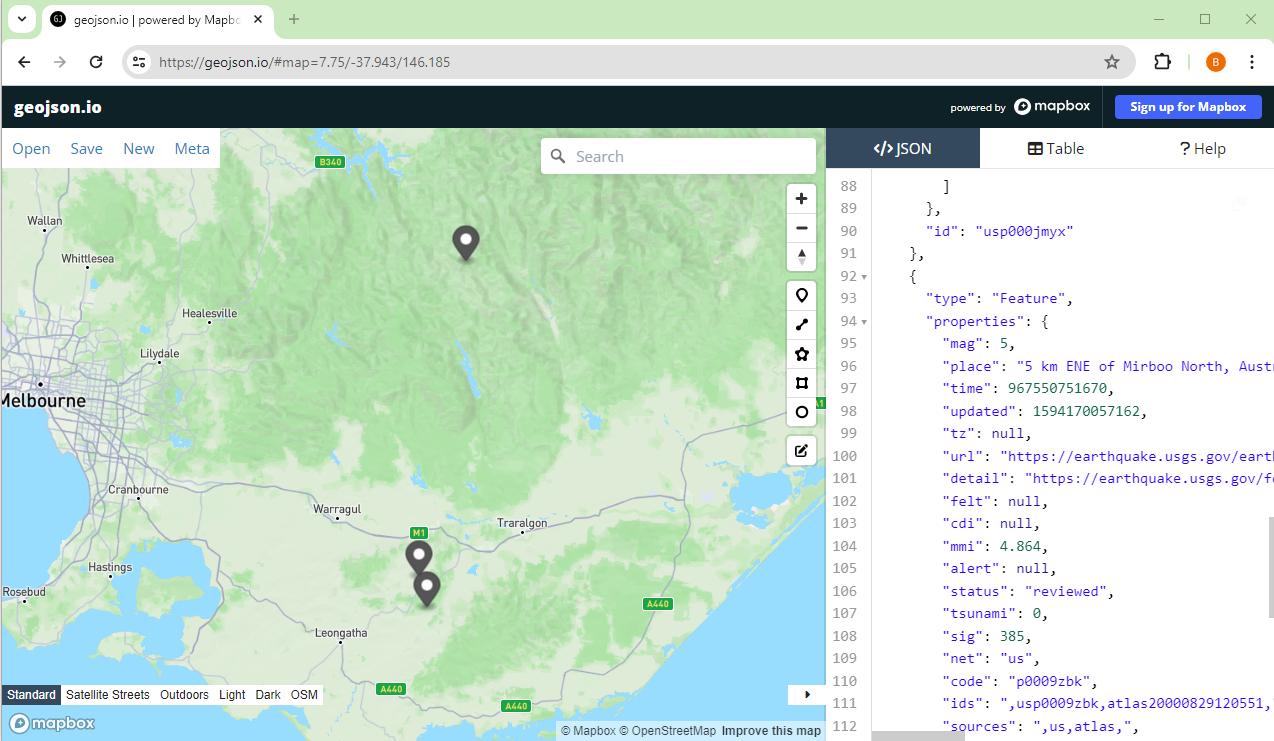 GJ geojson.io | powered by Mapbo
https://geojson.io/#map=7.75/-37.943/146.185
B
geojson.io
powered by mapbox
Sign up for Mapbox
Open Save New Meta
Search
JSON
Table
? Help
B340
Wallan
Whittlesea
Healesville
Lilydale
Melbourne
A1
Cranbourne
Warragul
Traralgon
M1
Hastings
Rosebud
A440
Leongatha
A440
A440
Standard Satellite Streets Outdoors Light Dark OSM
mapbox
© Mapbox © OpenStreetMap Improve this map
88 ]
89 },
90 "id": "usp000jmyx"
91 },
92 {
93 "type": "Feature",
94 "properties": {
95 "mag": 5,
96 "place": "5 km ENE of Mirboo North, Aust
97 "time": 967550751670,
98 "updated": 1594170057162,
99 "tz": null,
100 "url": "https://earthquake.usgs.gov/eart
101 "detail": "https://earthquake.usgs.gov/f
102 "felt": null,
103 "cdi": null,
104 "mmi": 4.864,
105 "alert": null,
106 "status": "reviewed",
107 "tsunami": 0,
108 "sig": 385,
109 "net": "us",
110 "code": "p0009zbk",
111 "ids": ",usp0009zbk,atlas20000829120551,
112 "sources": ",us,atlas,",